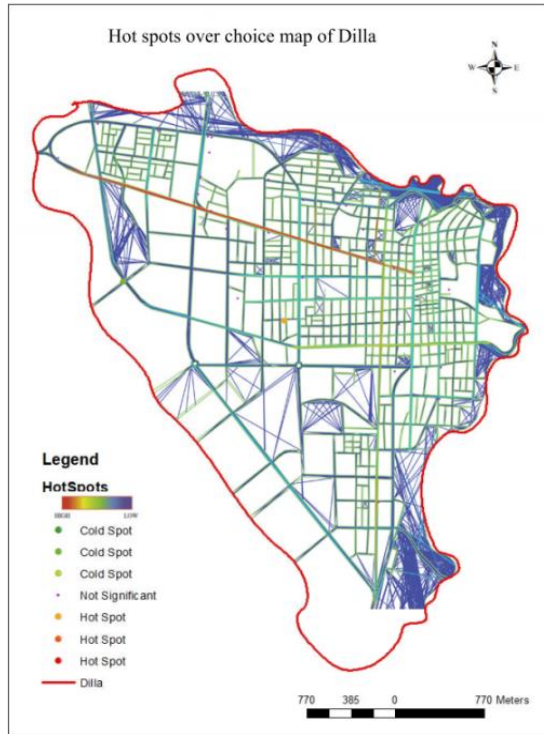 Hot spots over choice map of Dilla
N
W E
S
Legend
HotSpots
HIGH LOW
Cold Spot
Cold Spot
Cold Spot
Not Significant
Hot Spot
Hot Spot
Hot Spot
Dilla
770 385 0 770 Meters